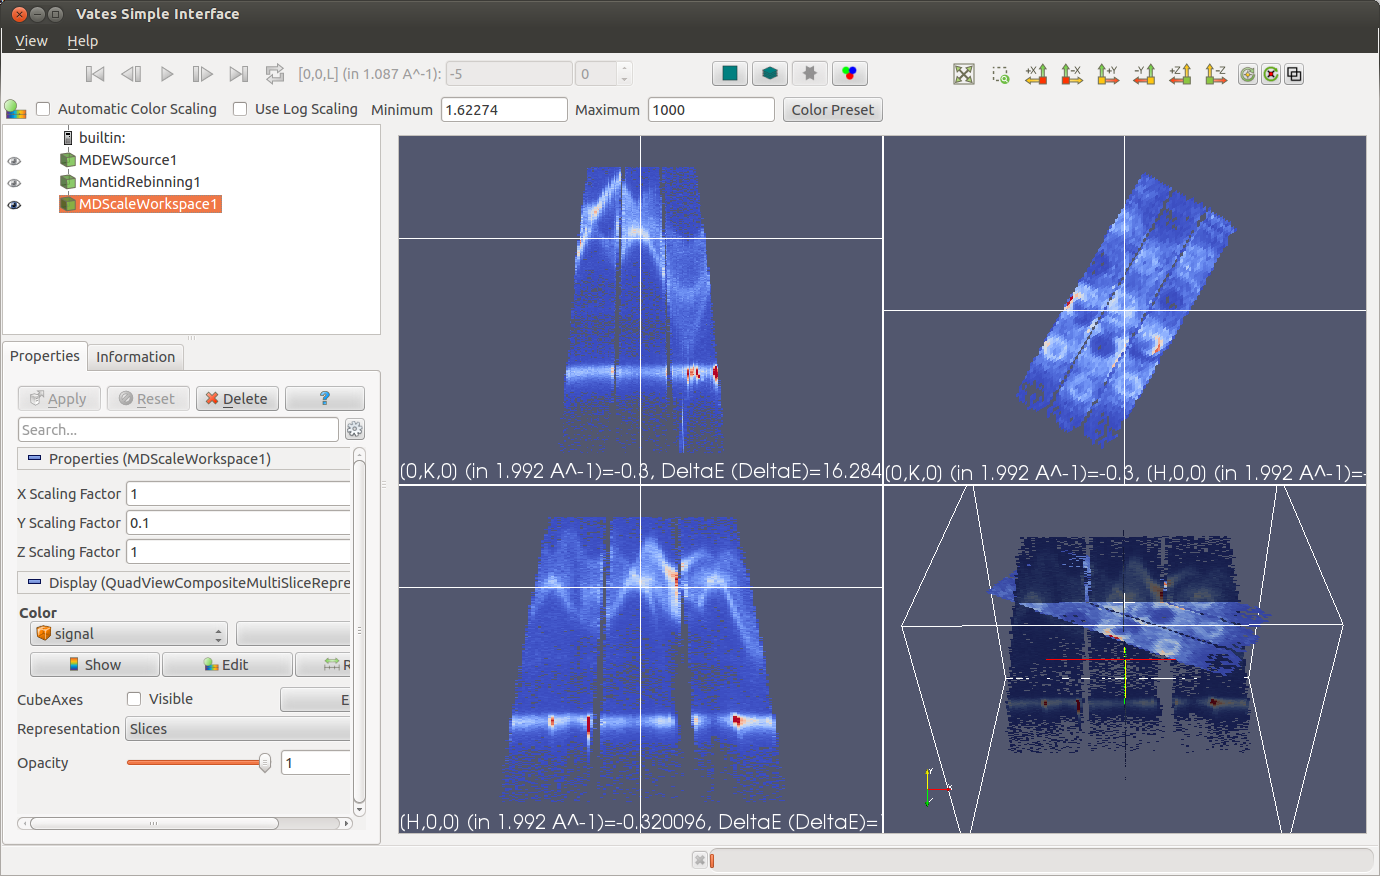 Vates Simple Interface
View Help
[0,0,L] (in 1.087 A^-1): -5 0
+X -X +Y -Y +Z -Z
Automatic Color Scaling Use Log Scaling Minimum 1.62274 Maximum 1000 Color Preset
builtin:
MDEWSource1
MantidRebinning1
MDScaleWorkspace1
Properties Information
Apply Reset Delete ?
Search...
Properties (MDScaleWorkspace1)
X Scaling Factor 1
Y Scaling Factor 0.1
Z Scaling Factor 1
Display (QuadViewCompositeMultiSliceRepre
Color
signal
Show Edit R
CubeAxes Visible E
Representation Slices
Opacity 1
[0,K,0] (in 1.992 A^-1)=-0.3, DeltaE (DeltaE)=16.284
[0,K,0] (in 1.992 A^-1)=-0.3, [H,0,0] (in 1.992 A^-1)=-
[H,0,0] (in 1.992 A^-1)=-0.320096, DeltaE (DeltaE)=
Y